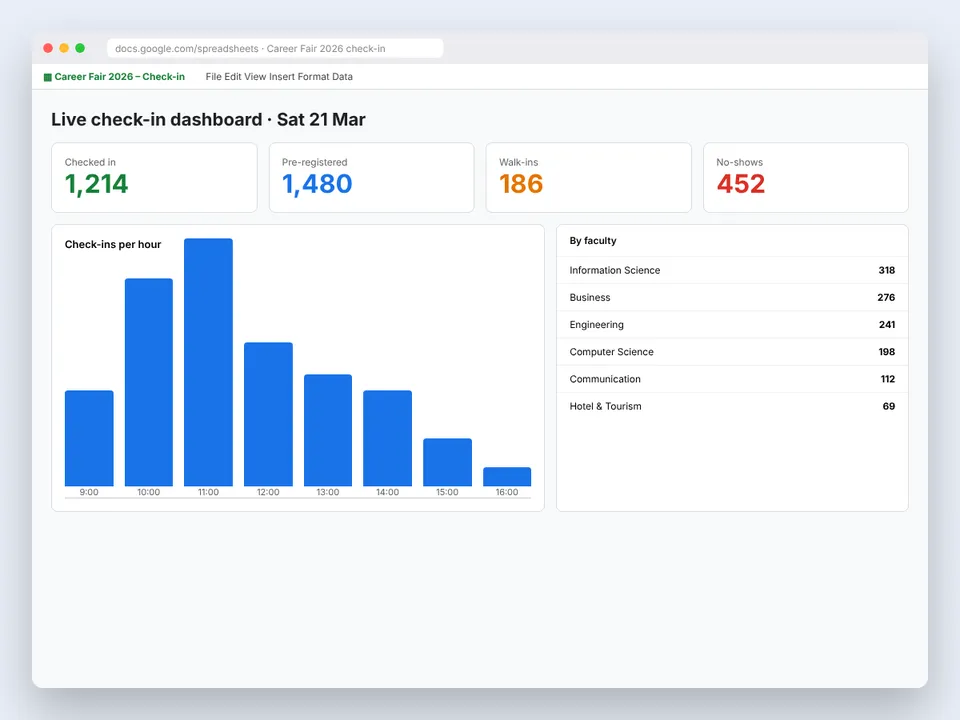 docs.google.com/spreadsheets · Career Fair 2026 check-in
Career Fair 2026 – Check-in File Edit View Insert Format Data
Live check-in dashboard · Sat 21 Mar
Checked in
1,214
Pre-registered
1,480
Walk-ins
186
No-shows
452
Check-ins per hour
9:00 10:00 11:00 12:00 13:00 14:00 15:00 16:00
By faculty
Information Science 318
Business 276
Engineering 241
Computer Science 198
Communication 112
Hotel & Tourism 69